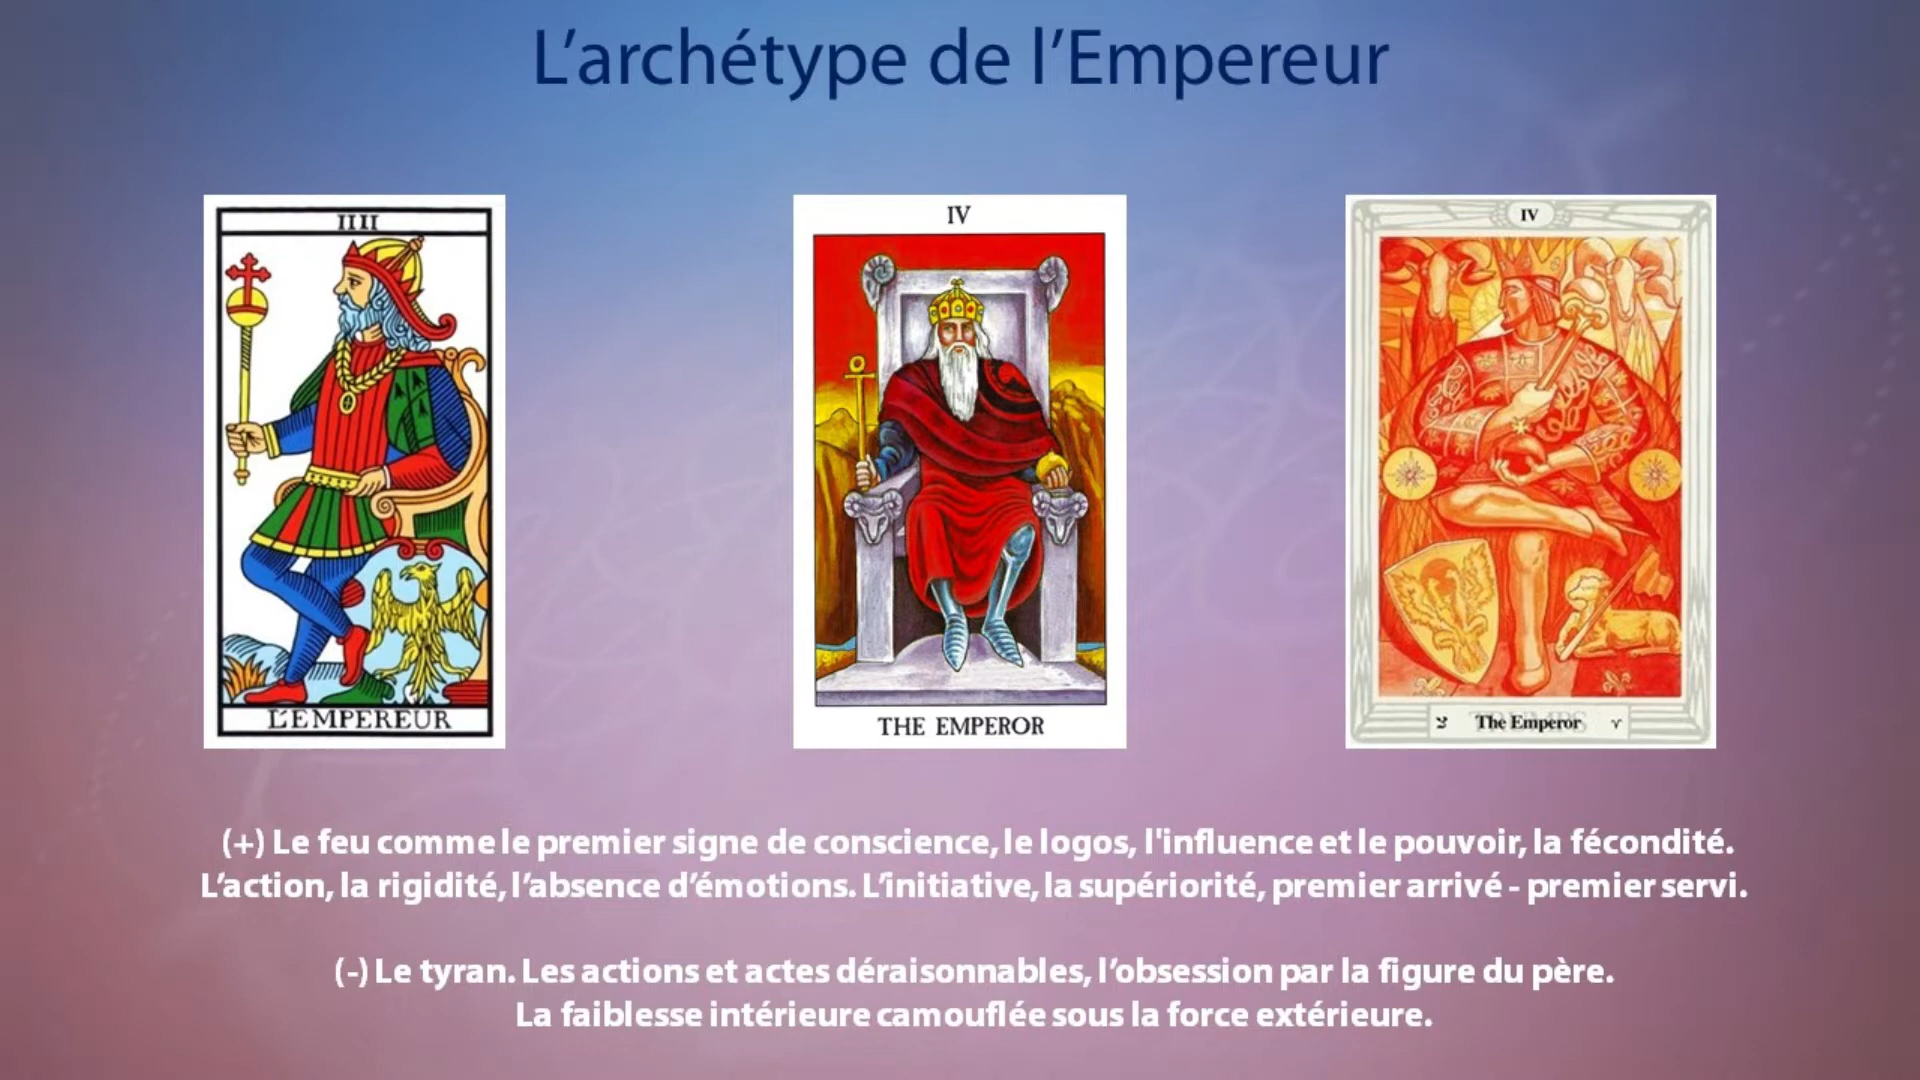 L’archétype de l’Empereur
IIII
L'EMPEREUR
IV
THE EMPEROR
IV
The Emperor
(+) Le feu comme le premier signe de conscience, le logos, l'influence et le pouvoir, la fécondité.
L’action, la rigidité, l’absence d’émotions. L’initiative, la supériorité, premier arrivé - premier servi.
(-) Le tyran. Les actions et actes déraisonnables, l’obsession par la figure du père.
La faiblesse intérieure camouflée sous la force extérieure.